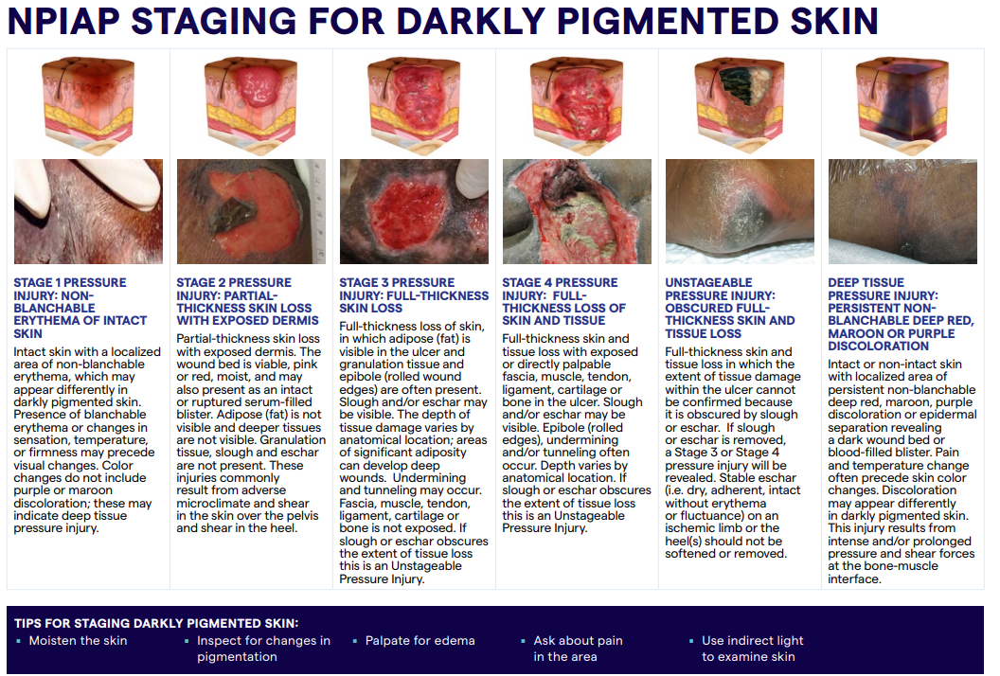 NPIAP STAGING FOR DARKLY PIGMENTED SKIN
STAGE 1 PRESSURE
INJURY: NON-
BLANCHABLE
ERYTHEMA OF INTACT
SKIN
Intact skin with a localized
area of non-blanchable
erythema, which may
appear differently in
darkly pigmented skin.
Presence of blanchable
erythema or changes in
sensation, temperature,
or firmness may precede
visual changes. Color
changes do not include
purple or maroon
discoloration; these may
indicate deep tissue
pressure injury.
STAGE 2 PRESSURE
INJURY: PARTIAL-
THICKNESS SKIN LOSS
WITH EXPOSED DERMIS
Partial-thickness skin loss
with exposed dermis. The
wound bed is viable, pink
or red, moist, and may
also present as an intact
or ruptured serum-filled
blister. Adipose (fat) is not
visible and deeper tissues
are not visible. Granulation
tissue, slough and eschar
are not present. These
injuries commonly
result from adverse
microclimate and shear
in the skin over the pelvis
and shear in the heel.
STAGE 3 PRESSURE
INJURY: FULL-THICKNESS
SKIN LOSS
Full-thickness loss of skin,
in which adipose (fat) is
visible in the ulcer and
granulation tissue and
epibole (rolled wound
edges) are often present.
Slough and/or eschar may
be visible. The depth of
tissue damage varies by
anatomical location; areas
of significant adiposity
can develop deep
wounds. Undermining
and tunneling may occur.
Fascia, muscle, tendon,
ligament, cartilage or
bone is not exposed. If
slough or eschar obscures
the extent of tissue loss
this is an Unstageable
Pressure Injury.
STAGE 4 PRESSURE
INJURY: FULL-
THICKNESS LOSS OF
SKIN AND TISSUE
Full-thickness skin and
tissue loss with exposed
or directly palpable
fascia, muscle, tendon,
ligament, cartilage or
bone in the ulcer. Slough
and/or eschar may be
visible. Epibole (rolled
edges), undermining
and/or tunneling often
occur. Depth varies by
anatomical location. If
slough or eschar obscures
the extent of tissue loss
this is an Unstageable
Pressure Injury.
UNSTAGEABLE
PRESSURE INJURY:
OBSCURED FULL-
THICKNESS SKIN AND
TISSUE LOSS
Full-thickness skin and
tissue loss in which the
extent of tissue damage
within the ulcer cannot
be confirmed because
it is obscured by slough
or eschar. If slough
or eschar is removed,
a Stage 3 or Stage 4
pressure injury will be
revealed. Stable eschar
(i.e. dry, adherent, intact
without erythema
or fluctuance) on an
ischemic limb or the
heel(s) should not be
softened or removed.
DEEP TISSUE
PRESSURE INJURY:
PERSISTENT NON-
BLANCHABLE DEEP RED,
MAROON OR PURPLE
DISCOLORATION
Intact or non-intact skin
with localized area of
persistent non-blanchable
deep red, maroon, purple
discoloration or epidermal
separation revealing
a dark wound bed or
blood-filled blister. Pain
and temperature change
often precede skin color
changes. Discoloration
may appear differently
in darkly pigmented skin.
This injury results from
intense and/or prolonged
pressure and shear forces
at the bone-muscle
interface.
TIPS FOR STAGING DARKLY PIGMENTED SKIN:
▪ Moisten the skin
▪ Inspect for changes in
pigmentation
▪ Palpate for edema
▪ Ask about pain
in the area
▪ Use indirect light
to examine skin